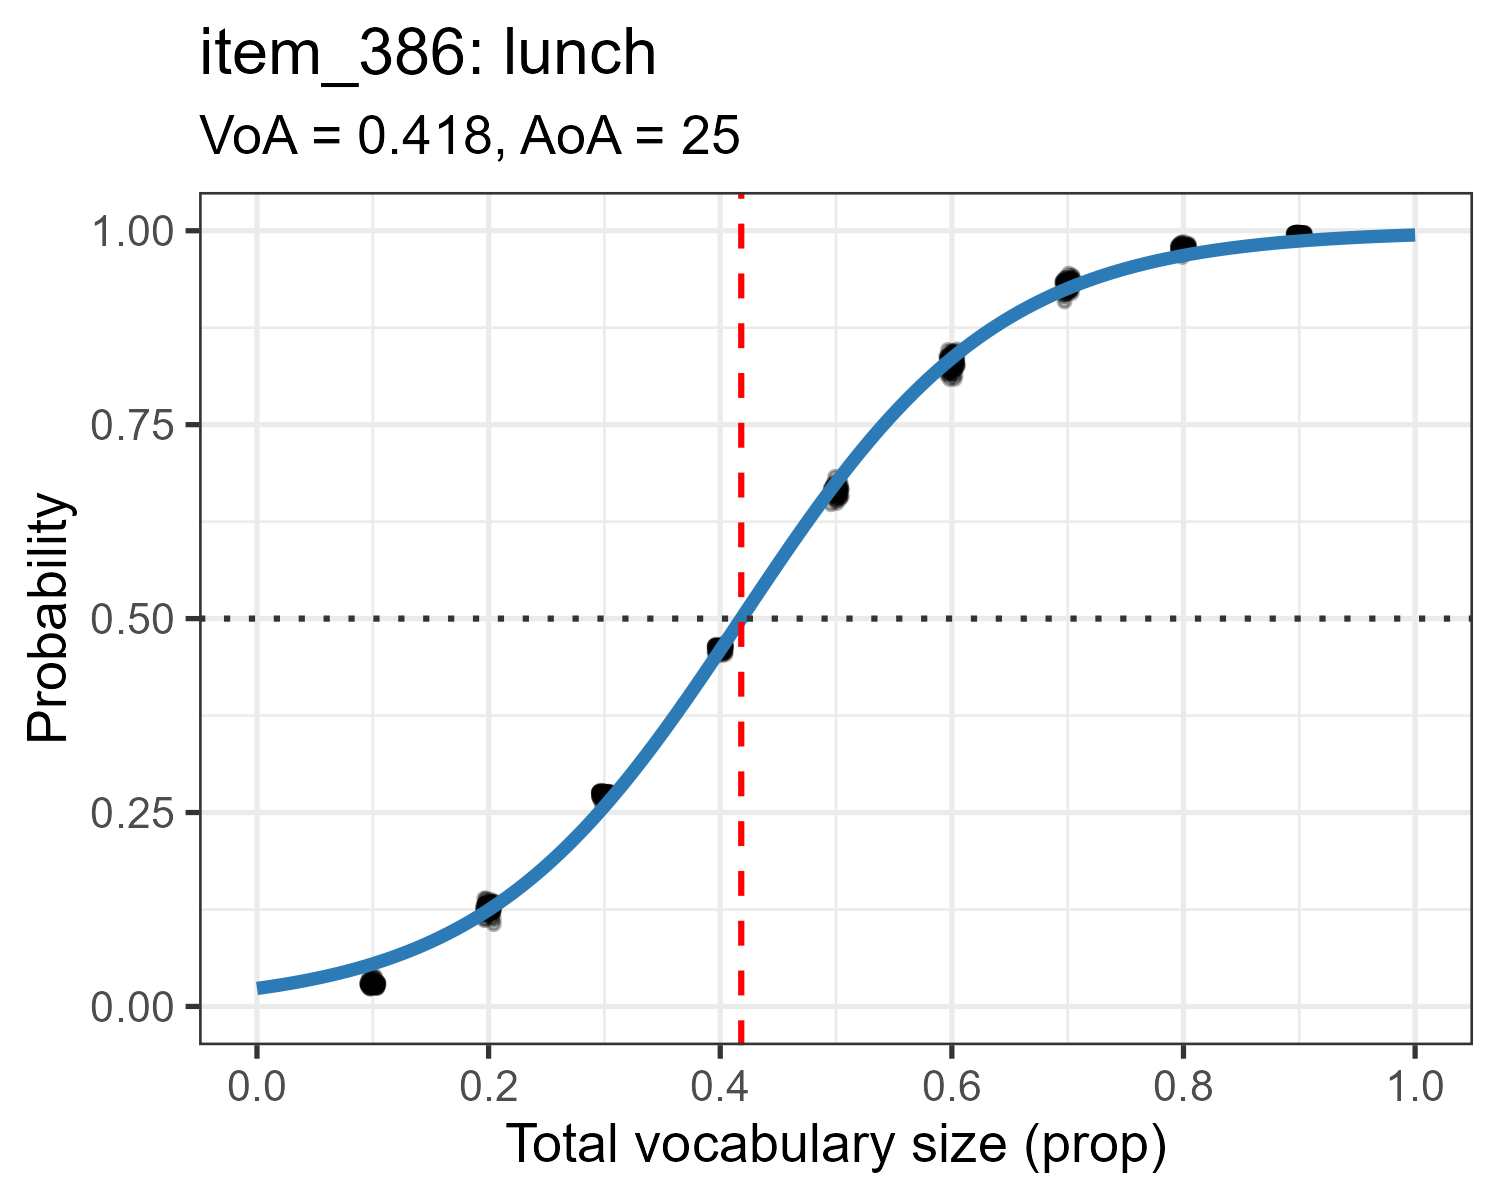 item_386: lunch
VoA = 0.418, AoA = 25
1.00
0.75
0.50
0.25
0.00
Probability
0.0 0.2 0.4 0.6 0.8 1.0
Total vocabulary size (prop)